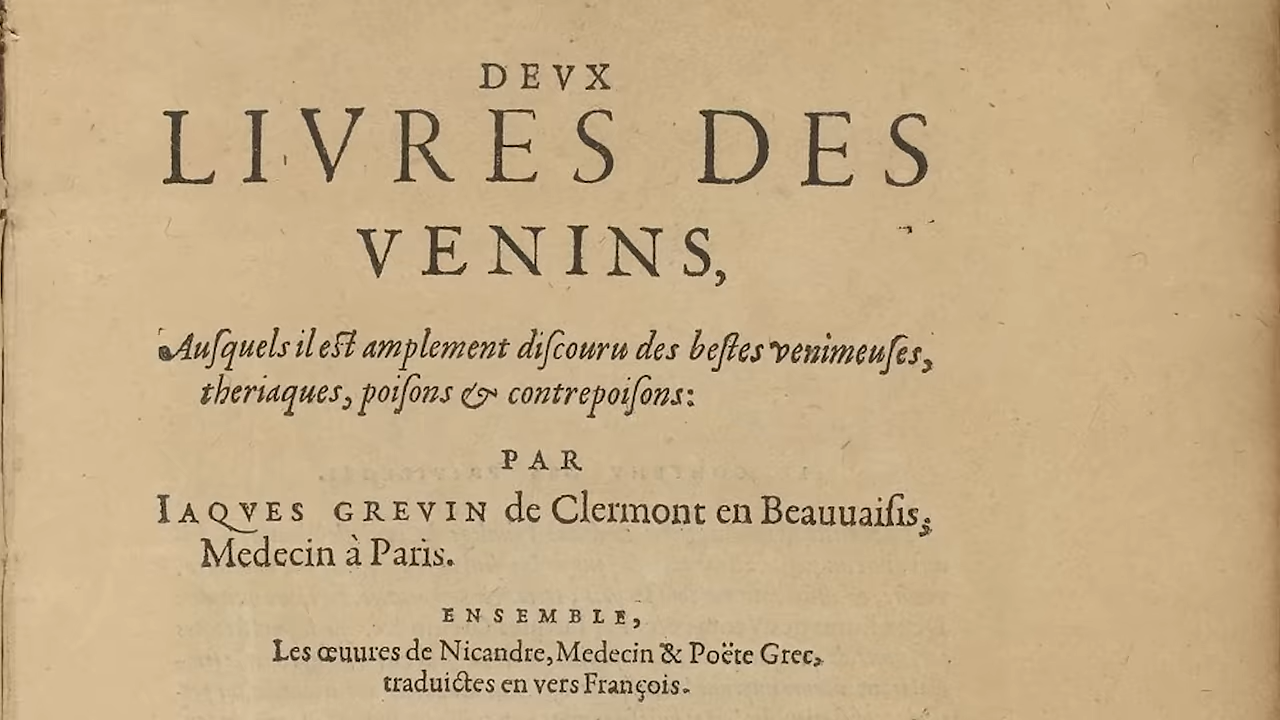 DEVX
LIVRES DES
VENINS,
Auſquels il eſt amplement diſcouru des beſtes venimeuſes,
theriaques, poiſons & contrepoiſons:
PAR
IAQVES GREVIN de Clermont en Beauuaiſis,
Medecin à Paris.
ENSEMBLE,
Les œuures de Nicandre, Medecin & Poëte Grec,
traduictes en vers François.